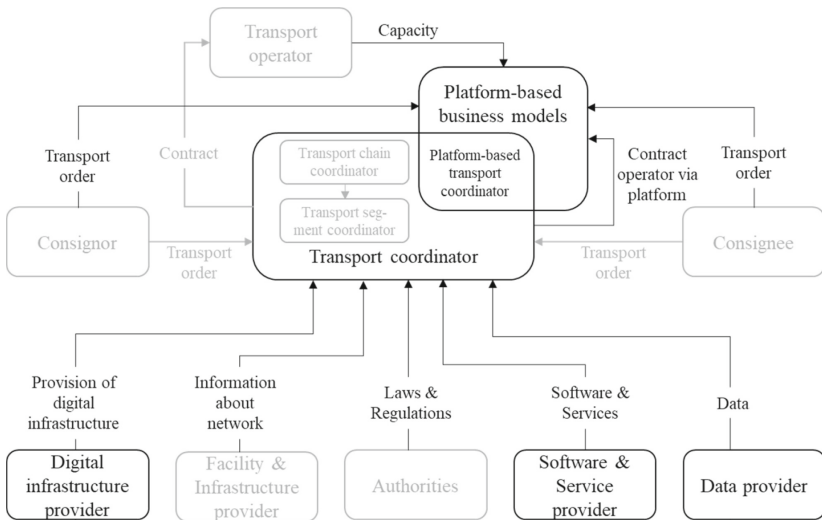 Transport
operator
Capacity
Platform-based
business models
Transport
order
Contract
Transport chain
coordinator
Platform-based
transport
coordinator
Contract
operator via
platform
Transport
order
Transport seg-
ment coordinator
Consignor
Transport
order
Transport coordinator
Transport
order
Consignee
Provision of
digital
infrastructure
Information
about
network
Laws &
Regulations
Software &
Services
Data
Digital
infrastructure
provider
Facility &
Infrastructure provider
Authorities
Software &
Service
provider
Data provider